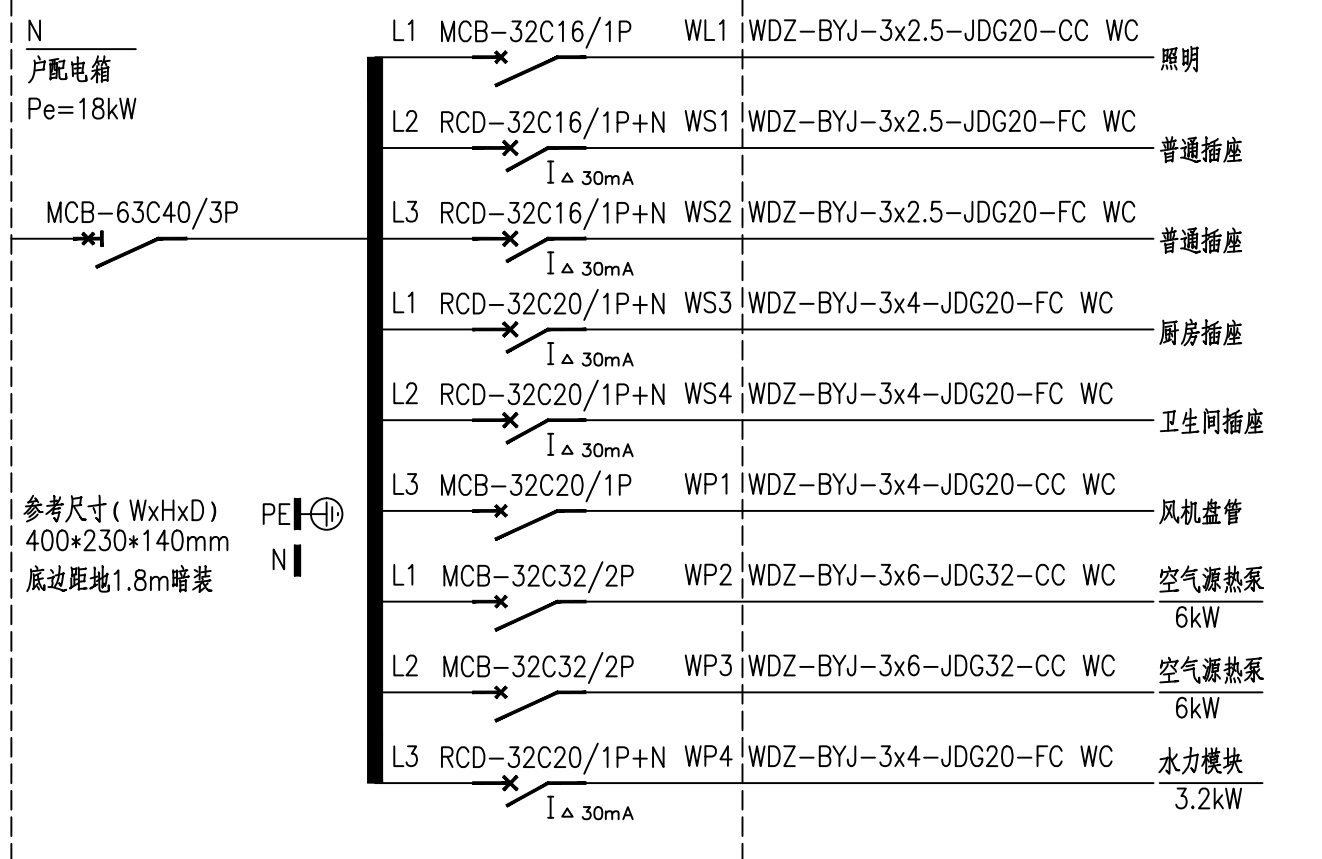 N
户配电箱
Pe=18kW
MCB-63C40/3P
参考尺寸(WxHxD)
400*230*140mm
底边距地1.8m暗装
PE
N
L1 MCB-32C16/1P WL1 WDZ-BYJ-3x2.5-JDG20-CC WC
照明
L2 RCD-32C16/1P+N WS1 WDZ-BYJ-3x2.5-JDG20-FC WC
普通插座
I△ 30mA
L3 RCD-32C16/1P+N WS2 WDZ-BYJ-3x2.5-JDG20-FC WC
普通插座
I△ 30mA
L1 RCD-32C20/1P+N WS3 WDZ-BYJ-3x4-JDG20-FC WC
厨房插座
I△ 30mA
L2 RCD-32C20/1P+N WS4 WDZ-BYJ-3x4-JDG20-FC WC
卫生间插座
I△ 30mA
L3 MCB-32C20/1P WP1 WDZ-BYJ-3x4-JDG20-CC WC
风机盘管
L1 MCB-32C32/2P WP2 WDZ-BYJ-3x6-JDG32-CC WC
空气源热泵
6kW
L2 MCB-32C32/2P WP3 WDZ-BYJ-3x6-JDG32-CC WC
空气源热泵
6kW
L3 RCD-32C20/1P+N WP4 WDZ-BYJ-3x4-JDG20-FC WC
水力模块
3.2kW
I△ 30mA